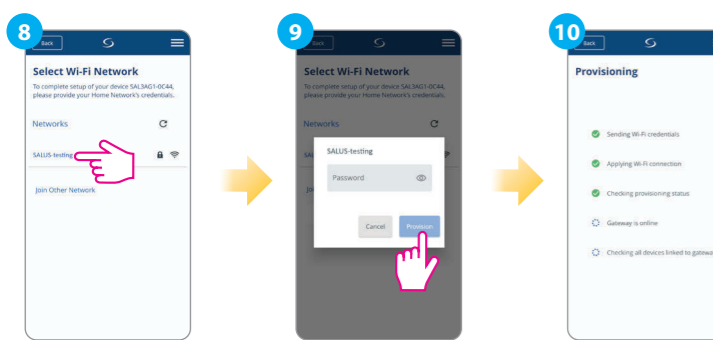 8
Back
Select Wi-Fi Network
To complete setup of your device SAL3AG1-0C44,
please provide your Home Network's credentials.
Networks
SALUS-testing
Join Other Network
9
Back
Select Wi-Fi Network
To complete setup of your device SAL3AG1-0C44,
please provide your Home Network's credentials.
Networks
SALUS-testing
Password
Cancel
Provision
10
Back
Provisioning
Sending Wi-Fi credentials
Applying Wi-Fi connection
Checking provisioning status
Gateway is online
Checking all devices linked to gateway